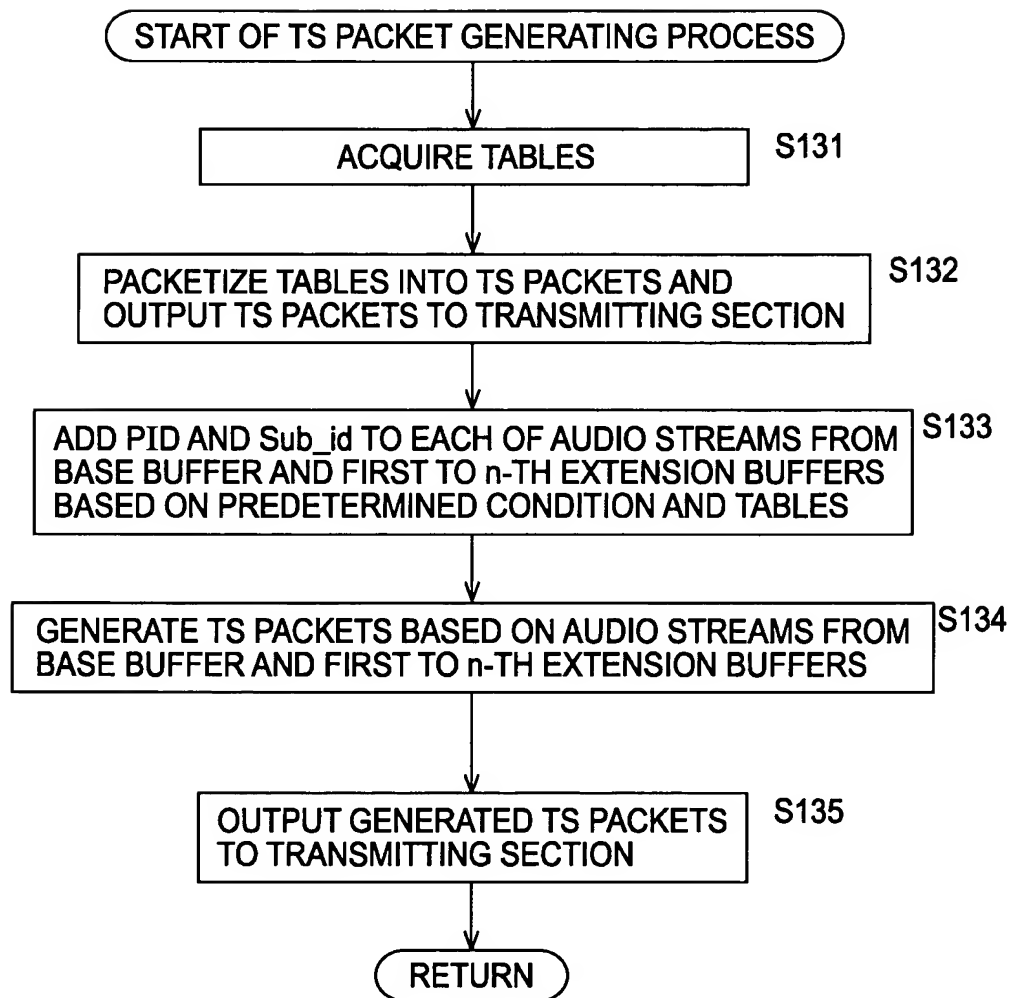 START OF TS PACKET GENERATING PROCESS
ACQUIRE TABLES
S131
PACKETIZE TABLES INTO TS PACKETS AND
OUTPUT TS PACKETS TO TRANSMITTING SECTION
S132
ADD PID AND Sub_id TO EACH OF AUDIO STREAMS FROM
BASE BUFFER AND FIRST TO n-TH EXTENSION BUFFERS
BASED ON PREDETERMINED CONDITION AND TABLES
S133
GENERATE TS PACKETS BASED ON AUDIO STREAMS FROM
BASE BUFFER AND FIRST TO n-TH EXTENSION BUFFERS
S134
OUTPUT GENERATED TS PACKETS
TO TRANSMITTING SECTION
S135
RETURN